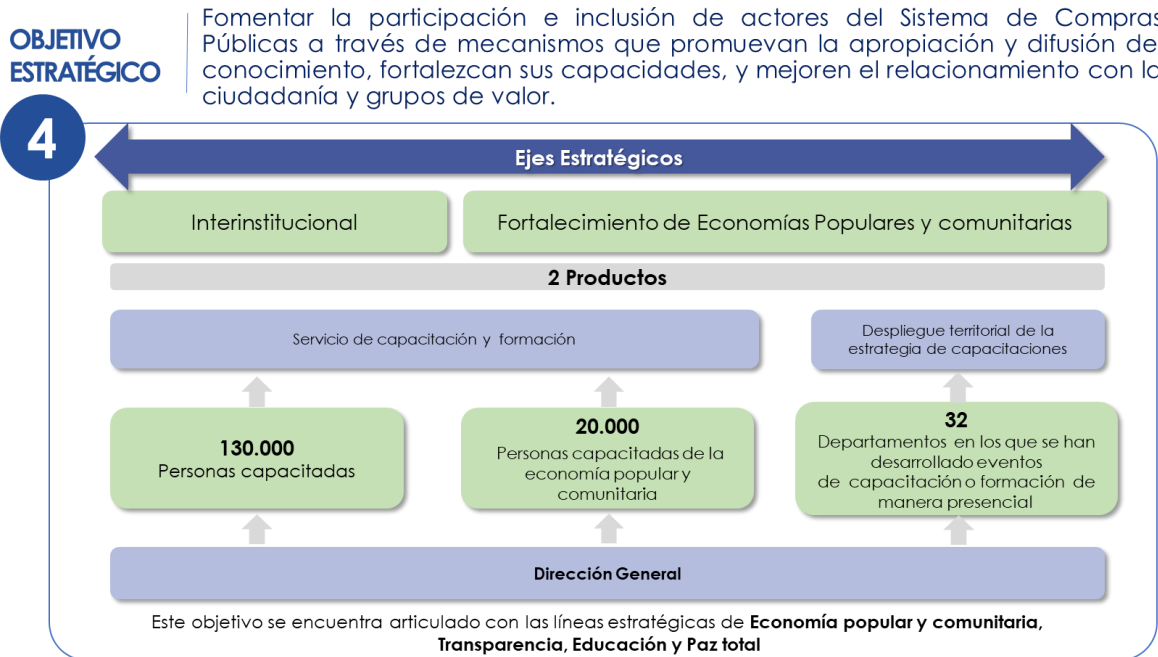 OBJETIVO
ESTRATÉGICO
Fomentar la participación e inclusión de actores del Sistema de Compras
Públicas a través de mecanismos que promuevan la apropiación y difusión de
conocimiento, fortalezcan sus capacidades, y mejoren el relacionamiento con la
ciudadanía y grupos de valor.
4
Ejes Estratégicos
Interinstitucional
Fortalecimiento de Economías Populares y comunitarias
2 Productos
Servicio de capacitación y formación
Despliegue territorial de la
estrategia de capacitaciones
130.000
Personas capacitadas
20.000
Personas capacitadas de la
economía popular y
comunitaria
32
Departamentos en los que se han
desarrollado eventos
de capacitación o formación de
manera presencial
Dirección General
Este objetivo se encuentra articulado con las líneas estratégicas de Economía popular y comunitaria,
Transparencia, Educación y Paz total